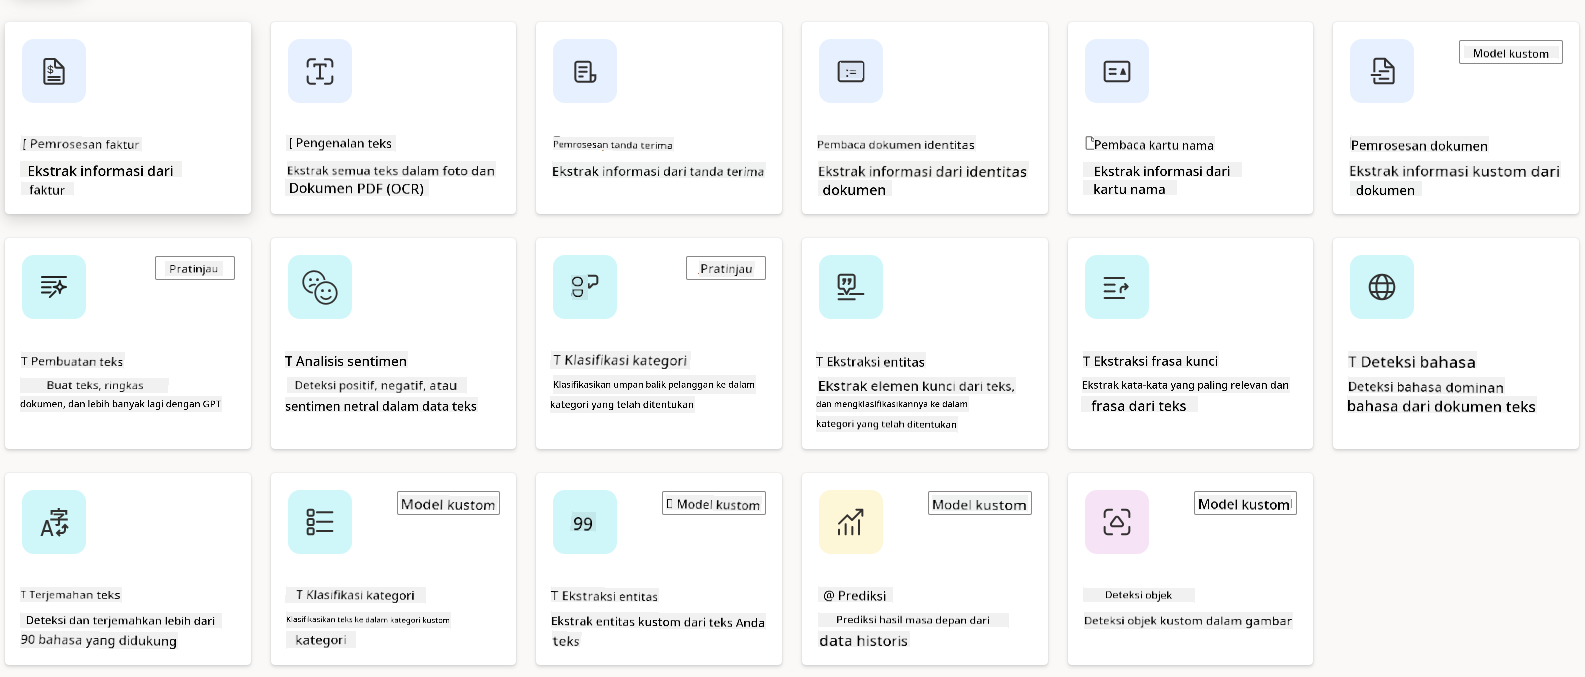 Pemrosesan faktur
Ekstrak informasi dari
faktur
Pengenalan teks
Ekstrak semua teks dalam foto dan
Dokumen PDF (OCR)
Pemrosesan tanda terima
Ekstrak informasi dari tanda terima
Pembaca dokumen identitas
Ekstrak informasi dari identitas
dokumen
Pembaca kartu nama
Ekstrak informasi dari
kartu nama
Model kustom
Pemrosesan dokumen
Ekstrak informasi kustom dari
dokumen
Pratinjau
T Pembuatan teks
Buat teks, ringkas
dokumen, dan lebih banyak lagi dengan GPT
T Analisis sentimen
Deteksi positif, negatif, atau
sentimen netral dalam data teks
Pratinjau
T Klasifikasi kategori
Klasifikasikan umpan balik pelanggan ke dalam
kategori yang telah ditentukan
T Ekstraksi entitas
Ekstrak elemen kunci dari teks,
dan mengklasifikasikannya ke dalam
kategori yang telah ditentukan
T Ekstraksi frasa kunci
Ekstrak kata-kata yang paling relevan dan
frasa dari teks
T Deteksi bahasa
Deteksi bahasa dominan
bahasa dari dokumen teks
T Terjemahan teks
Deteksi dan terjemahkan lebih dari
90 bahasa yang didukung
Model kustom
T Klasifikasi kategori
Klasifikasikan teks ke dalam kategori kustom
kategori
99
Model kustom
T Ekstraksi entitas
Ekstrak entitas kustom dari teks Anda
teks
Model kustom
@ Prediksi
Prediksi hasil masa depan dari
data historis
Model kustom
Deteksi objek
Deteksi objek kustom dalam gambar